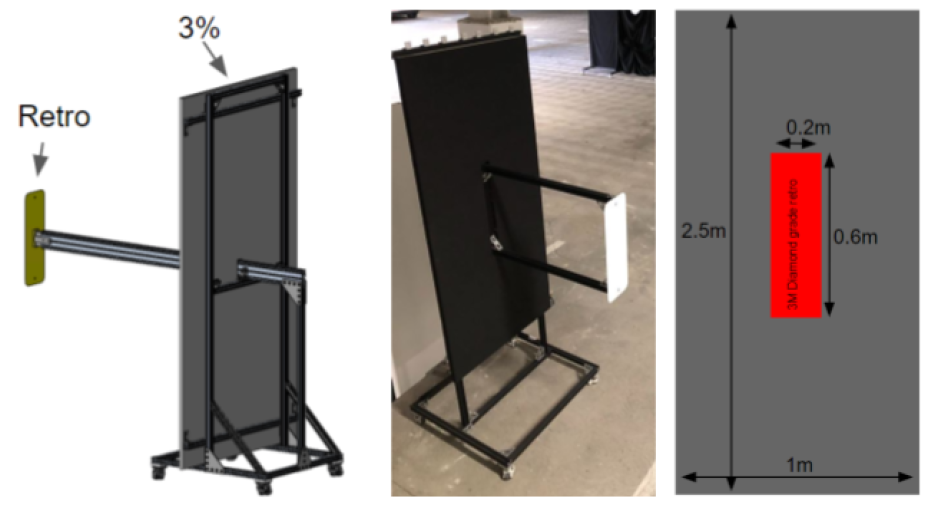 3%
Retro
0.2m
2.5m
3M Diamond grade retro
0.6m
1m